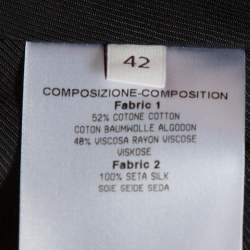 42
COMPOSIZIONE-COMPOSITION
Fabric 1
52% COTONE COTTON
COTON BAUMWOLLE ALGODON
48% VISCOSA RAYON VISCOSE
VISKOSE
Fabric 2
100% SETA SILK
SOIE SEIDE SEDA